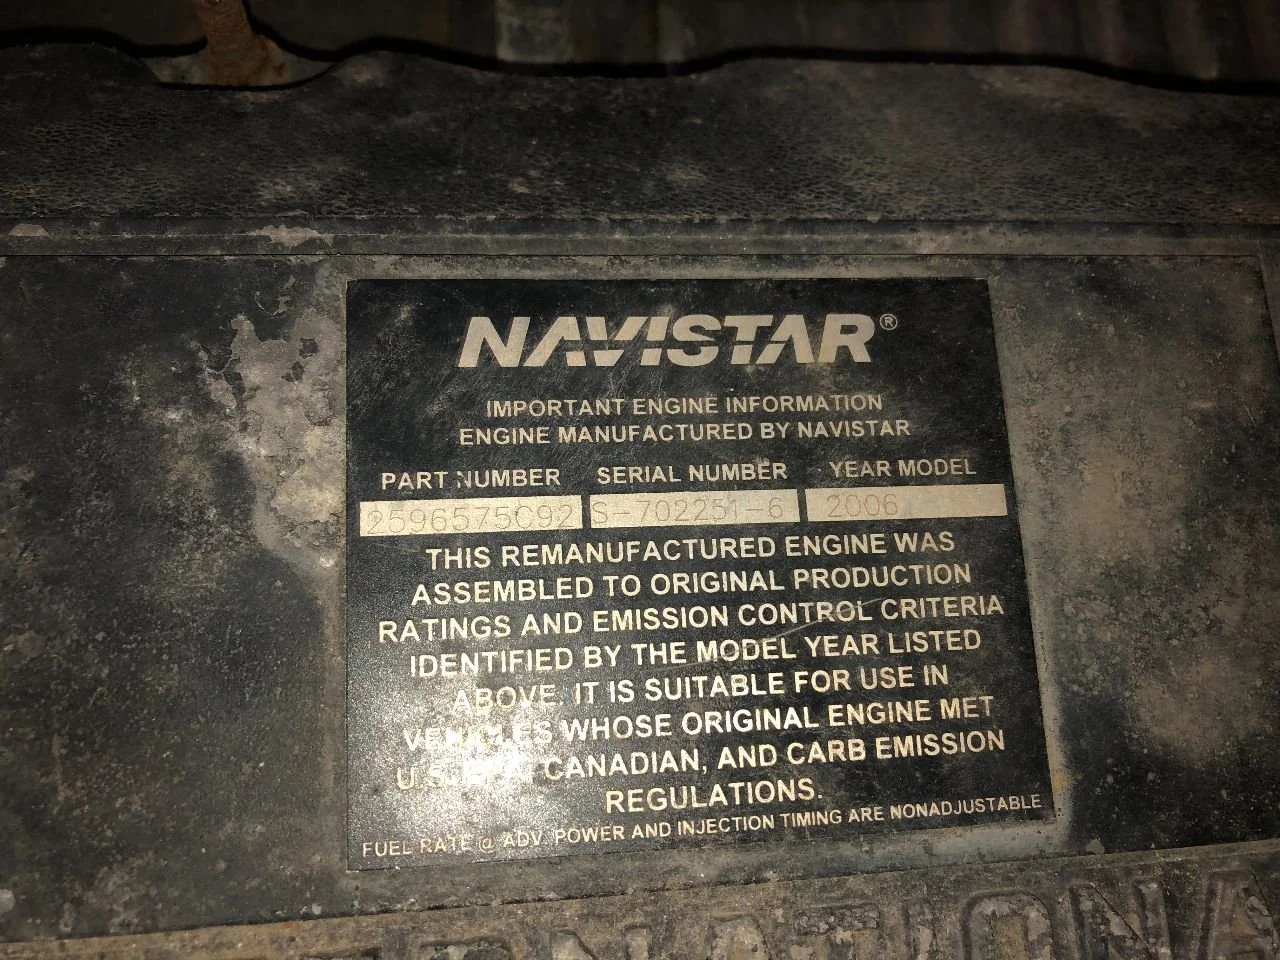 NAVISTAR®
IMPORTANT ENGINE INFORMATION
ENGINE MANUFACTURED BY NAVISTAR
PART NUMBER SERIAL NUMBER YEAR MODEL
2596575C92 S-702251-6 2006
THIS REMANUFACTURED ENGINE WAS
ASSEMBLED TO ORIGINAL PRODUCTION
RATINGS AND EMISSION CONTROL CRITERIA
IDENTIFIED BY THE MODEL YEAR LISTED
ABOVE. IT IS SUITABLE FOR USE IN
VEHICLES WHOSE ORIGINAL ENGINE MET
CANADIAN, AND CARB EMISSION
REGULATIONS.
FUEL RATE @ ADV. POWER AND INJECTION TIMING ARE NONADJUSTABLE